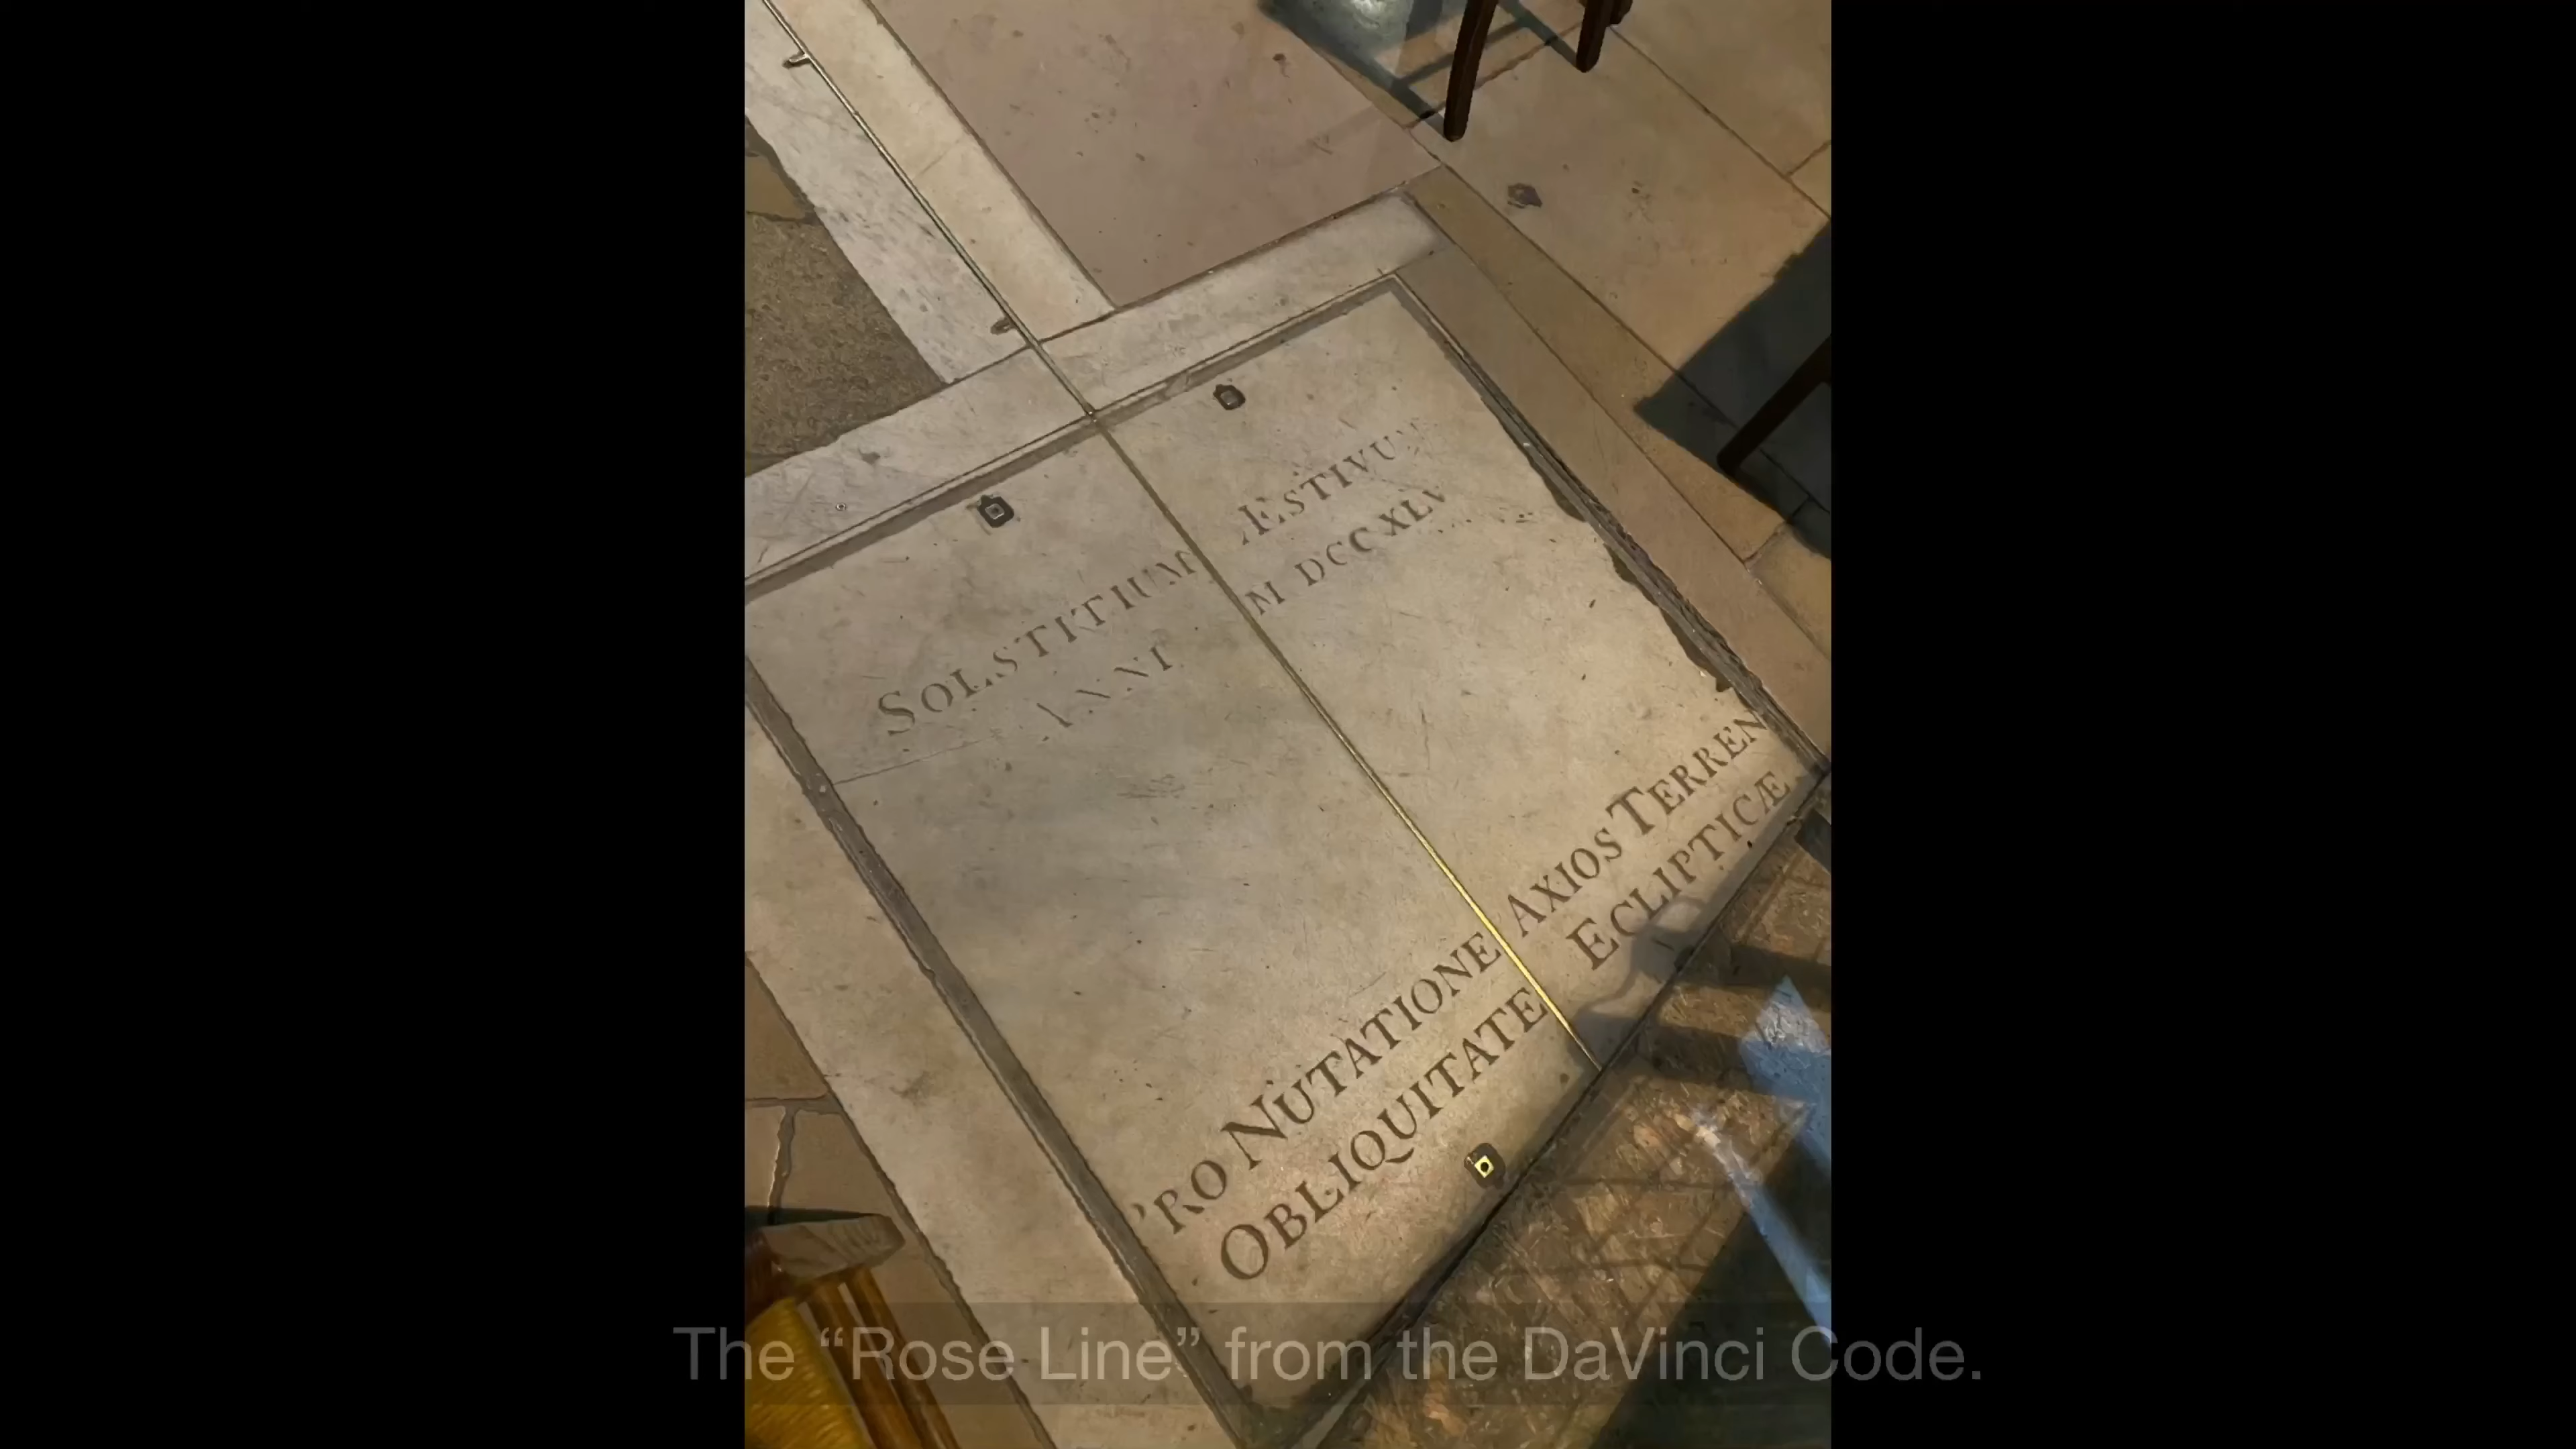 SOLSTITIUM ÆSTIVUM
ANNI M DCCXLV
PRO NUTATIONE AXIOS TERREN
OBLIQUITATE ECLIPTICÆ
The “Rose Line” from the DaVinci Code.